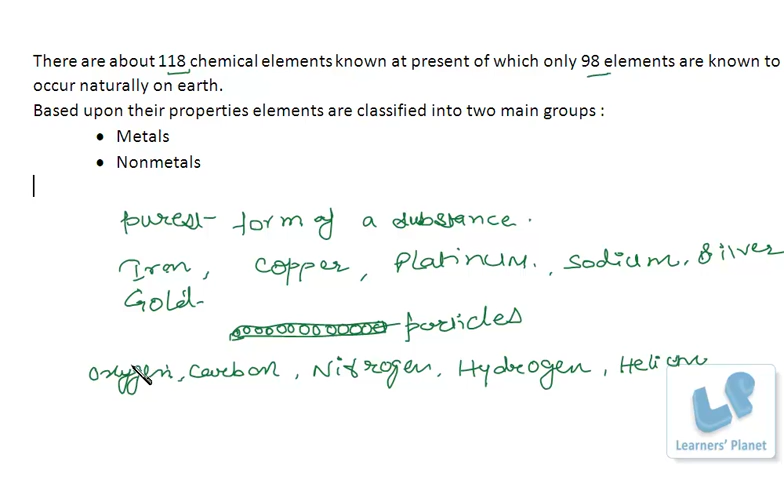 There are about 118 chemical elements known at present of which only 98 elements are known to
occur naturally on earth.
Based upon their properties elements are classified into two main groups :
• Metals
• Nonmetals
purest form of a substance.
Iron, Copper, Platinum, Sodium, Silver
Gold
particles
oxygen, Carbon, Nitrogen, Hydrogen, Helium
LP
Learners' Planet